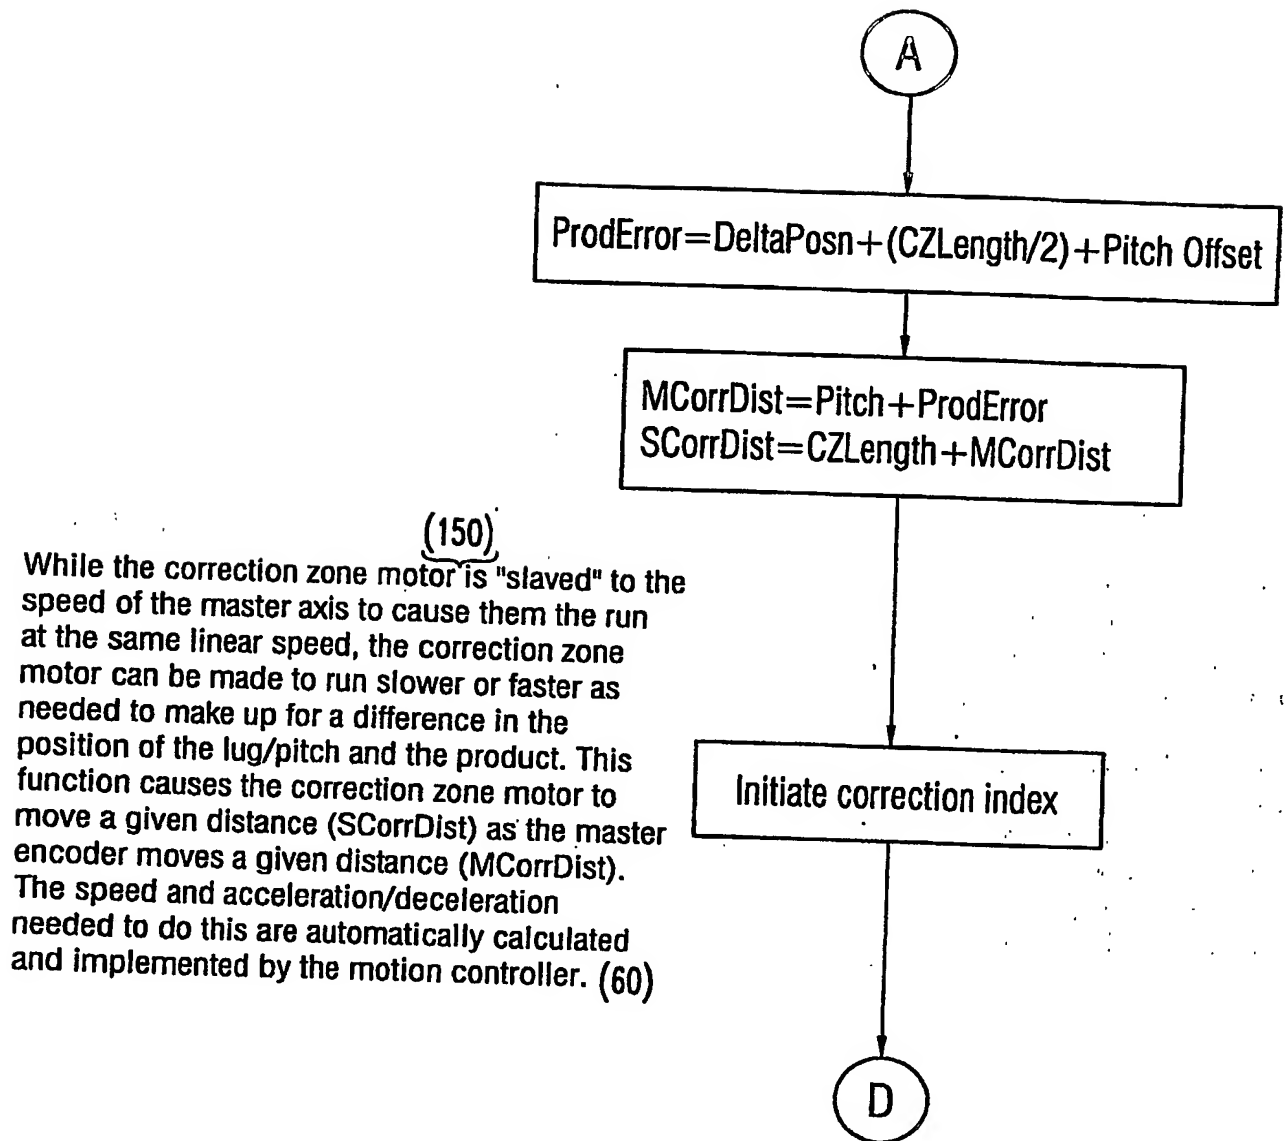 A
ProdError=DeltaPosn+(CZLength/2)+Pitch Offset
MCorrDist=Pitch+ProdError
SCorrDist=CZLength+MCorrDist
(150)
While the correction zone motor is "slaved" to the
speed of the master axis to cause them the run
at the same linear speed, the correction zone
motor can be made to run slower or faster as
needed to make up for a difference in the
position of the lug/pitch and the product. This
function causes the correction zone motor to
move a given distance (SCorrDist) as the master
encoder moves a given distance (MCorrDist).
The speed and acceleration/deceleration
needed to do this are automatically calculated
and implemented by the motion controller. (60)
Initiate correction index
D